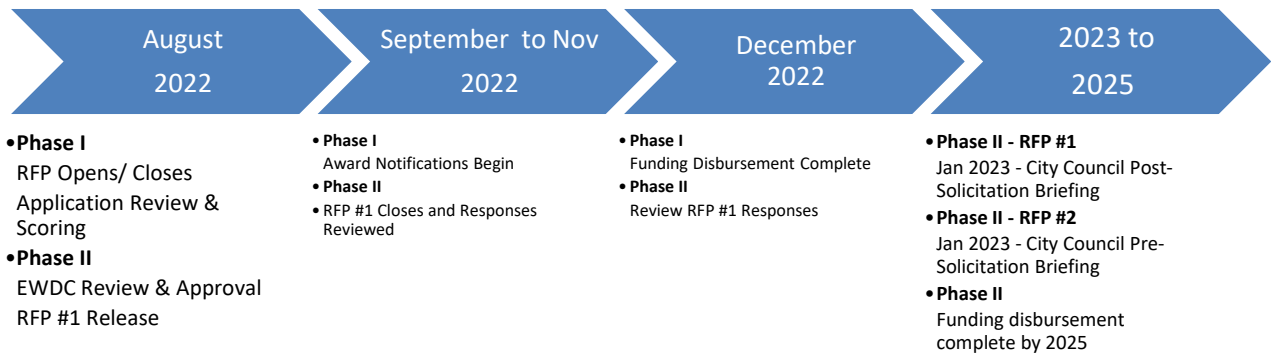 August
2022
•Phase I
RFP Opens/ Closes
Application Review &
Scoring
•Phase II
EWDC Review & Approval
RFP #1 Release
September to Nov
2022
• Phase I
Award Notifications Begin
• Phase II
• RFP #1 Closes and Responses
Reviewed
December
2022
• Phase I
Funding Disbursement Complete
• Phase II
Review RFP #1 Responses
2023 to
2025
• Phase II - RFP #1
Jan 2023 - City Council Post-
Solicitation Briefing
• Phase II - RFP #2
Jan 2023 - City Council Pre-
Solicitation Briefing
• Phase II
Funding disbursement
complete by 2025